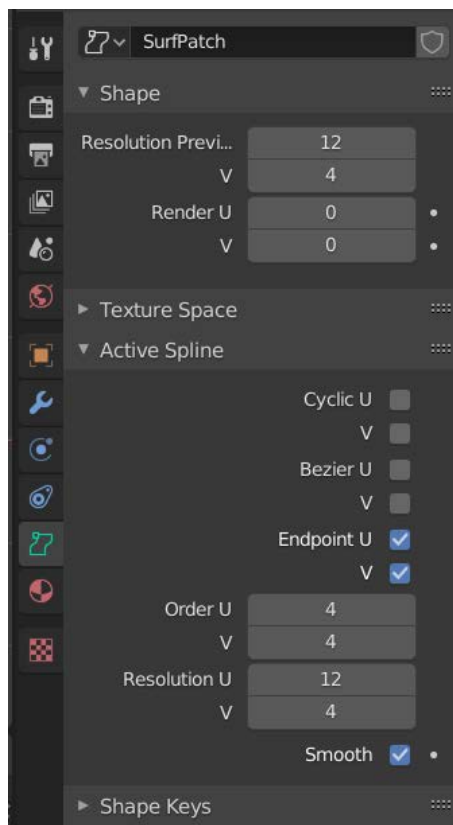 SurfPatch
Shape
Resolution Previ... 12
V 4
Render U 0
V 0
Texture Space
Active Spline
Cyclic U
V
Bezier U
V
Endpoint U
V
Order U 4
V 4
Resolution U 12
V 4
Smooth
Shape Keys